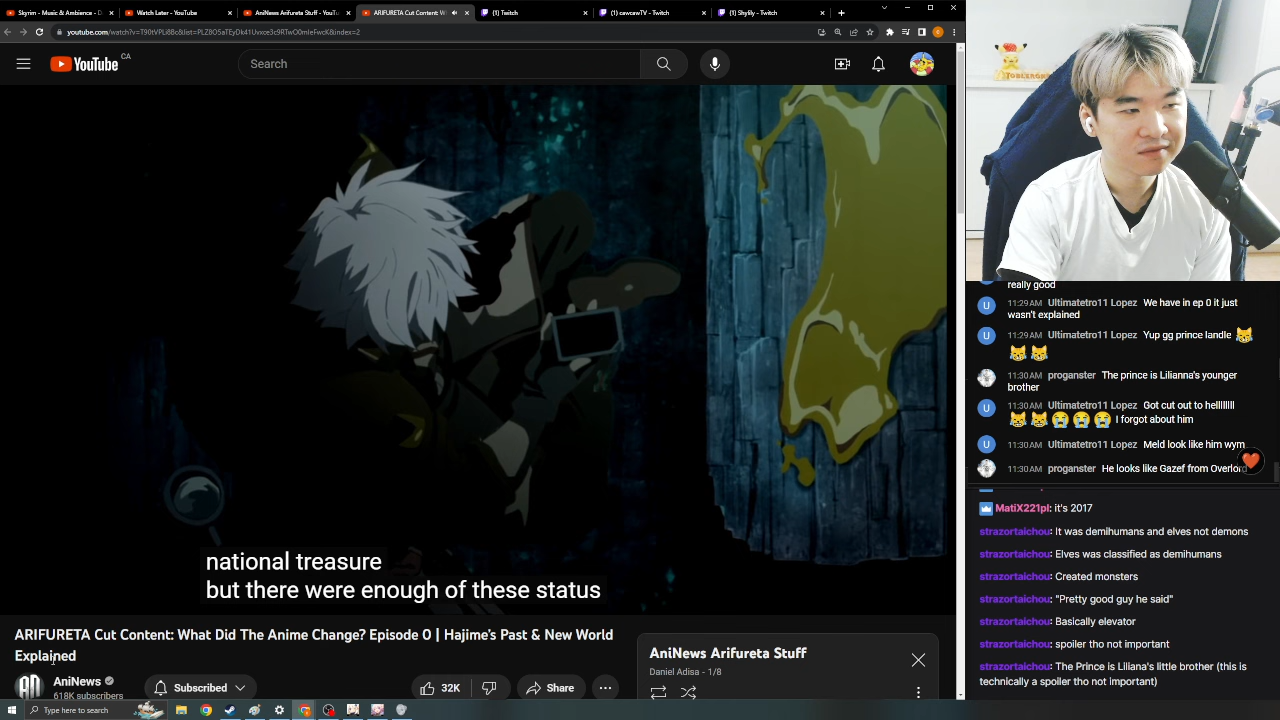 Skyrim - Music & Ambience - D
Watch Later - YouTube
AniNews Arifureta Stuff - YouTu
ARIFURETA Cut Content: W
(1) Twitch
(1) cawcawTV - Twitch
(1) Shylily - Twitch
YouTube CA
Search
national treasure
but there were enough of these status
ARIFURETA Cut Content: What Did The Anime Change? Episode 0 | Hajime's Past & New World
Explained
AniNews
618K subscribers
Subscribed
32K
Share
AniNews Arifureta Stuff
Daniel Adisa - 1/8
Type here to search
really good
11:29 AM Ultimatetro11 Lopez We have in ep 0 it just
wasn't explained
11:29 AM Ultimatetro11 Lopez Yup gg prince landle
11:30 AM proganster The prince is Lilianna's younger
brother
11:30 AM Ultimatetro11 Lopez Got cut out to hellllllll
I forgot about him
11:30 AM Ultimatetro11 Lopez Meld look like him wym
11:30 AM proganster He looks like Gazef from Overlor
MatiX221pl: it's 2017
strazortaichou: It was demihumans and elves not demons
strazortaichou: Elves was classified as demihumans
strazortaichou: Created monsters
strazortaichou: "Pretty good guy he said"
strazortaichou: Basically elevator
strazortaichou: spoiler tho not important
strazortaichou: The Prince is Liliana's little brother (this is
technically a spoiler tho not important)